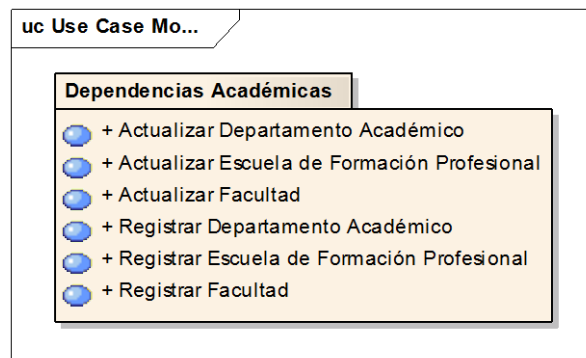 uc Use Case Mo...
Dependencias Académicas
+ Actualizar Departamento Académico
+ Actualizar Escuela de Formación Profesional
+ Actualizar Facultad
+ Registrar Departamento Académico
+ Registrar Escuela de Formación Profesional
+ Registrar Facultad